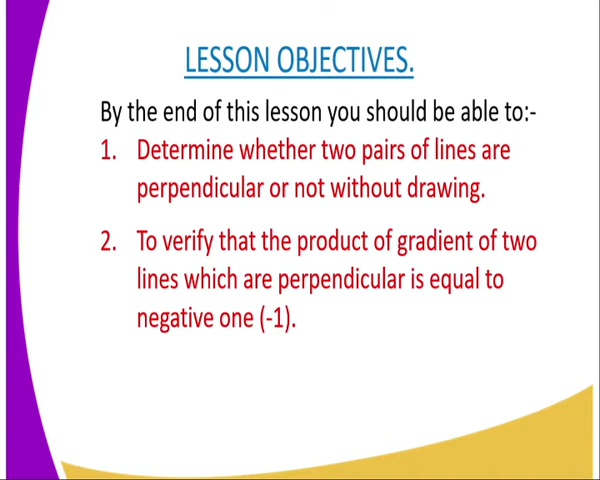 LESSON OBJECTIVES.
By the end of this lesson you should be able to:-
1. Determine whether two pairs of lines are
perpendicular or not without drawing.
2. To verify that the product of gradient of two
lines which are perpendicular is equal to
negative one (-1).